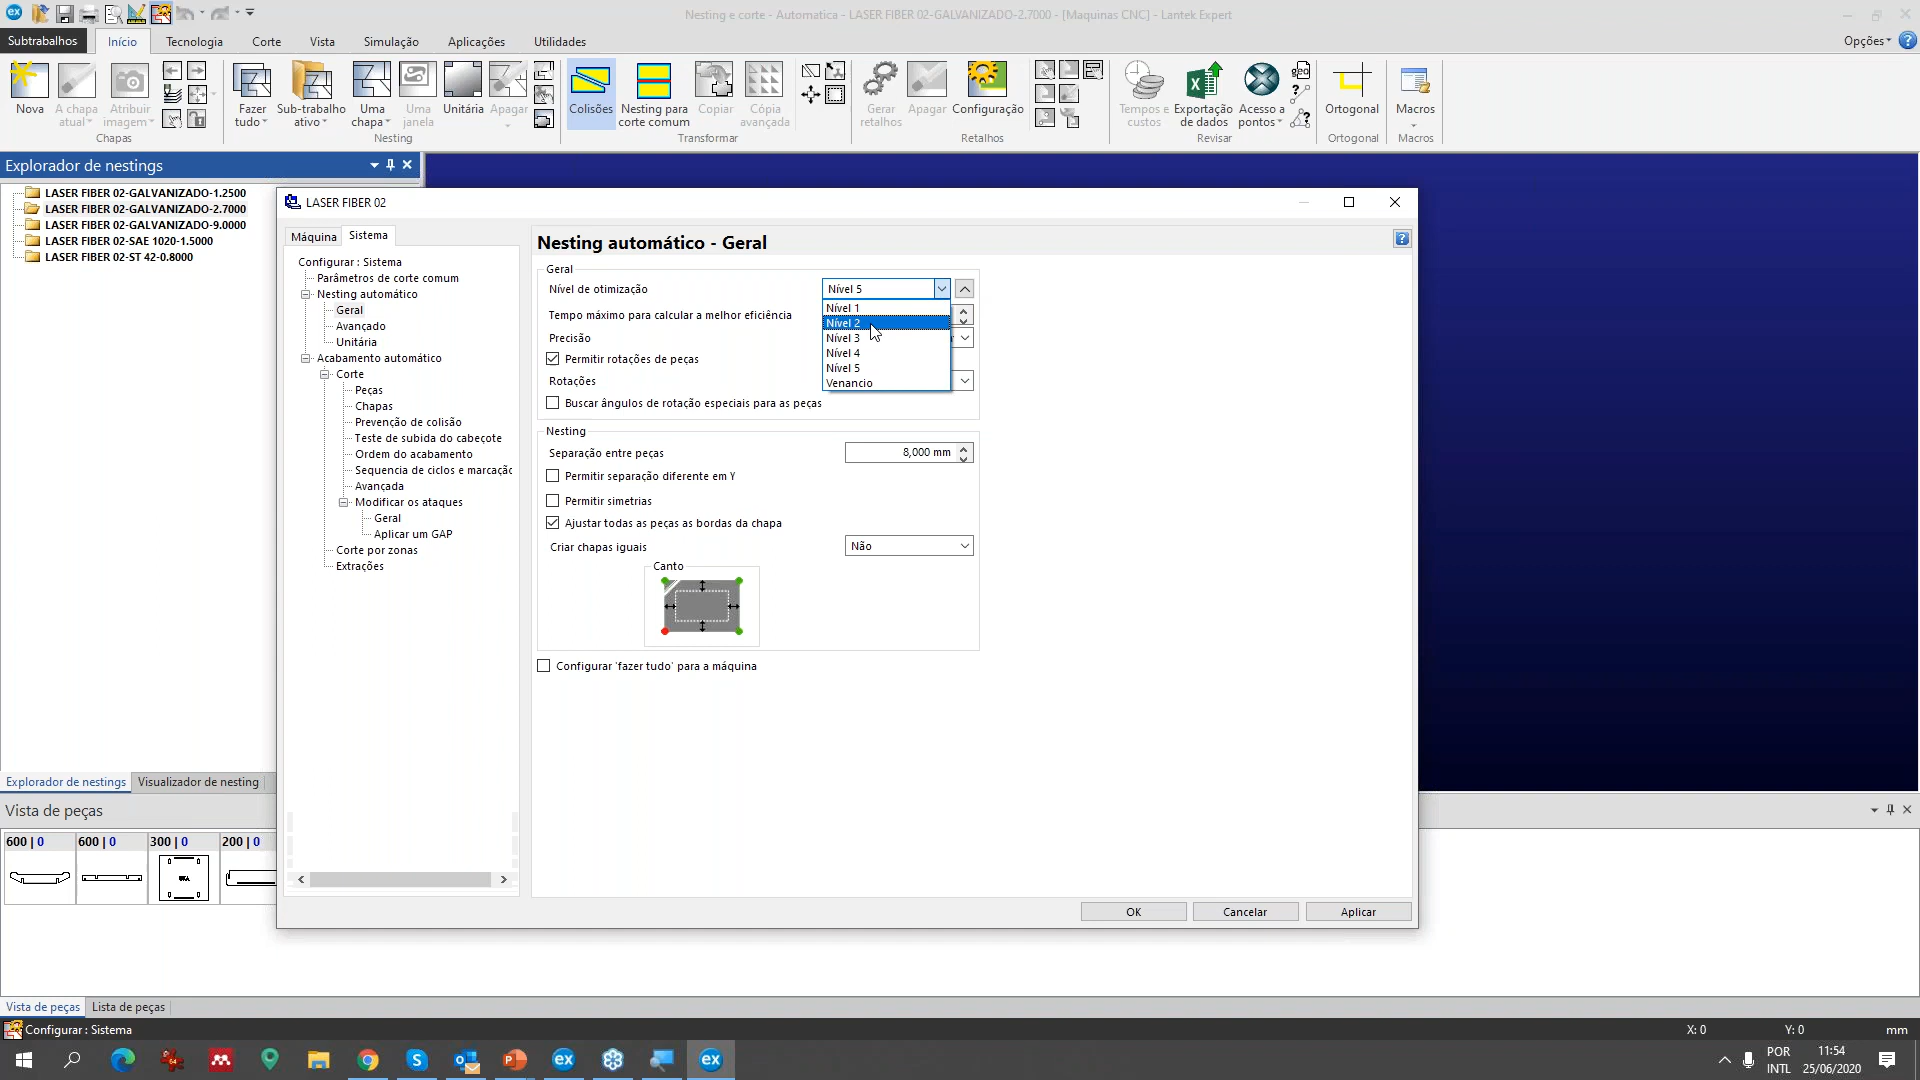 Nesting e corte - Automatica - LASER FIBER 02-GALVANIZADO-2.7000 - [Maquinas CNC] - Lantek Expert
Subtrabalhos
Início
Tecnologia
Corte
Vista
Simulação
Aplicações
Utilidades
Opções
Nova
A chapa atual
Atribuir imagem
Chapas
Fazer tudo
Sub-trabalho ativo
Uma chapa
Uma janela
Unitária
Apagar
Nesting
Colisões
Nesting para corte comum
Copiar
Cópia avançada
Transformar
Gerar retalhos
Apagar
Configuração
Retalhos
Tempos e custos
Exportação de dados
Acesso a pontos
Revisar
Ortogonal
Ortogonal
Macros
Macros
Explorador de nestings
LASER FIBER 02-GALVANIZADO-1.2500
LASER FIBER 02-GALVANIZADO-2.7000
LASER FIBER 02-GALVANIZADO-9.0000
LASER FIBER 02-SAE 1020-1.5000
LASER FIBER 02-ST 42-0.8000
LASER FIBER 02
Máquina
Sistema
Configurar : Sistema
Parâmetros de corte comum
Nesting automático
Geral
Avançado
Unitária
Acabamento automático
Corte
Peças
Chapas
Prevenção de colisão
Teste de subida do cabeçote
Ordem do acabamento
Sequencia de ciclos e marcação
Avançada
Modificar os ataques
Geral
Aplicar um GAP
Corte por zonas
Extrações
Nesting automático - Geral
Geral
Nível de otimização
Nível 5
Nível 1
Nível 2
Nível 3
Nível 4
Nível 5
Venancio
Tempo máximo para calcular a melhor eficiência
Precisão
Permitir rotações de peças
Rotações
Buscar ângulos de rotação especiais para as peças
Nesting
Separação entre peças
8,000 mm
Permitir separação diferente em Y
Permitir simetrias
Ajustar todas as peças as bordas da chapa
Criar chapas iguais
Não
Canto
Configurar 'fazer tudo' para a máquina
OK
Cancelar
Aplicar
Explorador de nestings
Visualizador de nesting
Vista de peças
600 | 0
600 | 0
300 | 0
200 | 0
Vista de peças
Lista de peças
Configurar : Sistema
X: 0
Y: 0
mm
POR
INTL
11:54
25/06/2020